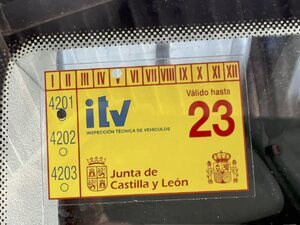 I II III IV V VI VII VIII IX X XI XII
4201
4202
4203
itv
INSPECCIÓN TÉCNICA DE VEHICULOS
Válido hasta
23
Junta de
Castilla y León